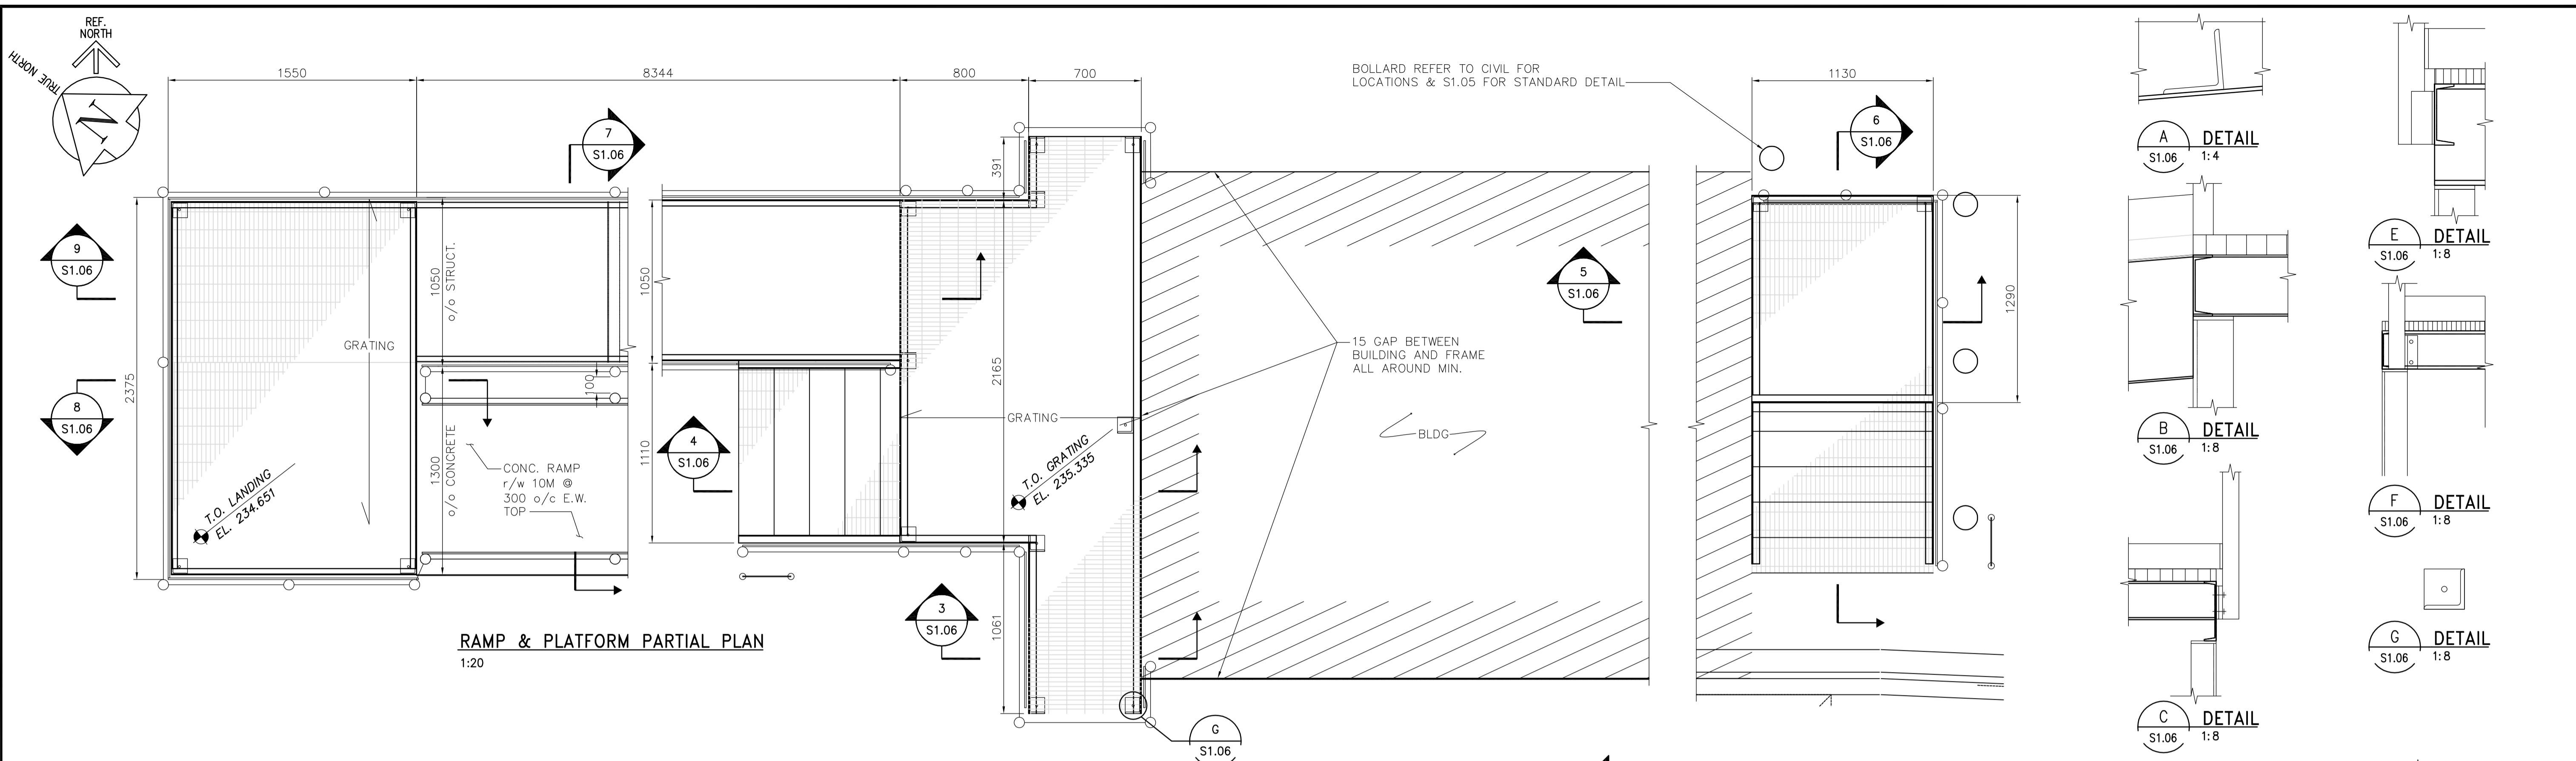 REF.
NORTH
TRUE NORTH
N
1550
8344
800
700
1130
BOLLARD REFER TO CIVIL FOR
LOCATIONS & S1.05 FOR STANDARD DETAIL
7
S1.06
6
S1.06
391
9
S1.06
8
S1.06
2375
GRATING
1050
o/o STRUCT.
1050
100
1300
o/o CONCRETE
1110
CONC. RAMP
r/w 10M @
300 o/c E.W.
TOP
T.O. LANDING
EL. 234.651
4
S1.06
2165
GRATING
T.O. GRATING
EL. 235.335
3
S1.06
1061
5
S1.06
15 GAP BETWEEN
BUILDING AND FRAME
ALL AROUND MIN.
BLDG
1290
G
S1.06
RAMP & PLATFORM PARTIAL PLAN
1:20
A
S1.06
DETAIL
1:4
B
S1.06
DETAIL
1:8
C
S1.06
DETAIL
1:8
E
S1.06
DETAIL
1:8
F
S1.06
DETAIL
1:8
G
S1.06
DETAIL
1:8